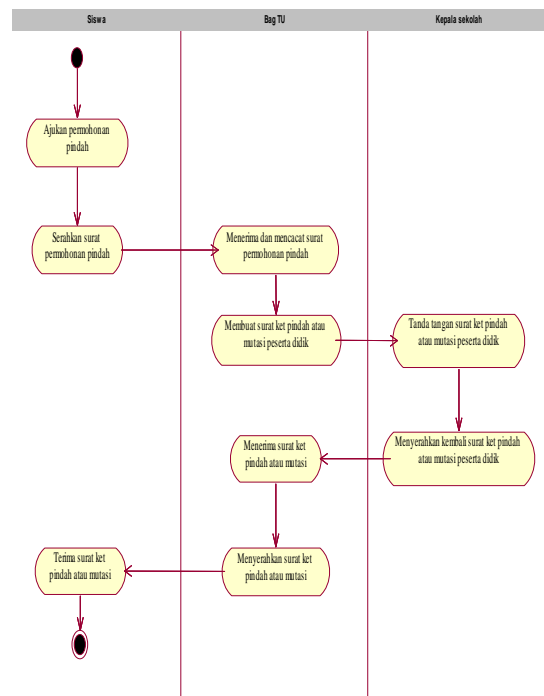 Siswa
Bag TU
Kepala sekolah
Ajukan permohonan
pindah
Serahkan surat
permohonan pindah
Menerima dan mencacat surat
permohonan pindah
Membuat surat ket pindah atau
mutasi peserta didik
Tanda tangan surat ket pindah
atau mutasi peserta didik
Menyerahkan kembali surat ket pindah
atau mutasi peserta didik
Menerima surat ket
pindah atau mutasi
Menyerahkan surat ket
pindah atau mutasi
Terima surat ket
pindah atau mutasi